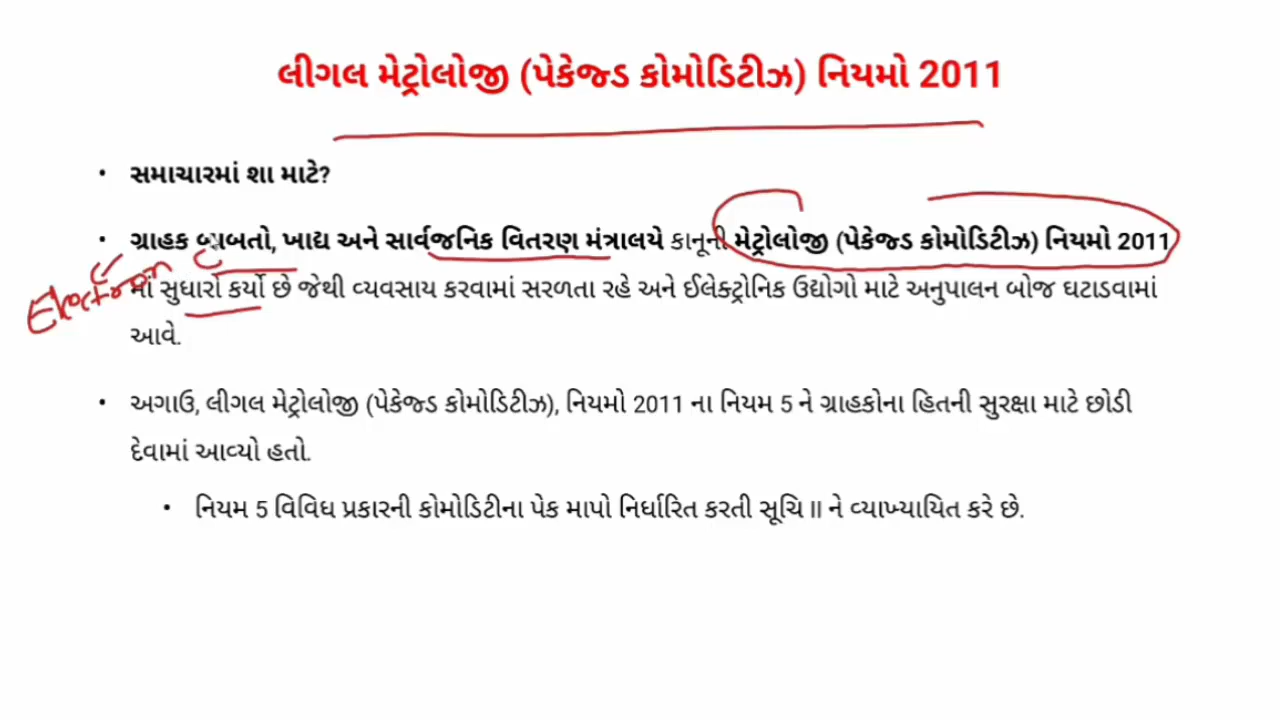 લીગલ મેટ્રોલોજી (પેકેજ્ડ કોમોડિટીઝ) નિયમો 2011
• સમાચારમાં શા માટે?
• ગ્રાહક બાબતો, ખાદ્ય અને સાર્વજનિક વિતરણ મંત્રાલયે કાનૂની મેટ્રોલોજી (પેકેજ્ડ કોમોડિટીઝ) નિયમો 2011
Electron
માં સુધારો કર્યો છે જેથી વ્યવસાય કરવામાં સરળતા રહે અને ઈલેક્ટ્રોનિક ઉદ્યોગો માટે અનુપાલન બોજ ઘટાડવામાં
આવે.
• અગાઉ, લીગલ મેટ્રોલોજી (પેકેજ્ડ કોમોડિટીઝ), નિયમો 2011 ના નિયમ 5 ને ગ્રાહકોના હિતની સુરક્ષા માટે છોડી
દેવામાં આવ્યો હતો.
• નિયમ 5 વિવિધ પ્રકારની કોમોડિટીના પેક માપો નિર્ધારિત કરતી સૂચિ II ને વ્યાખ્યાયિત કરે છે.